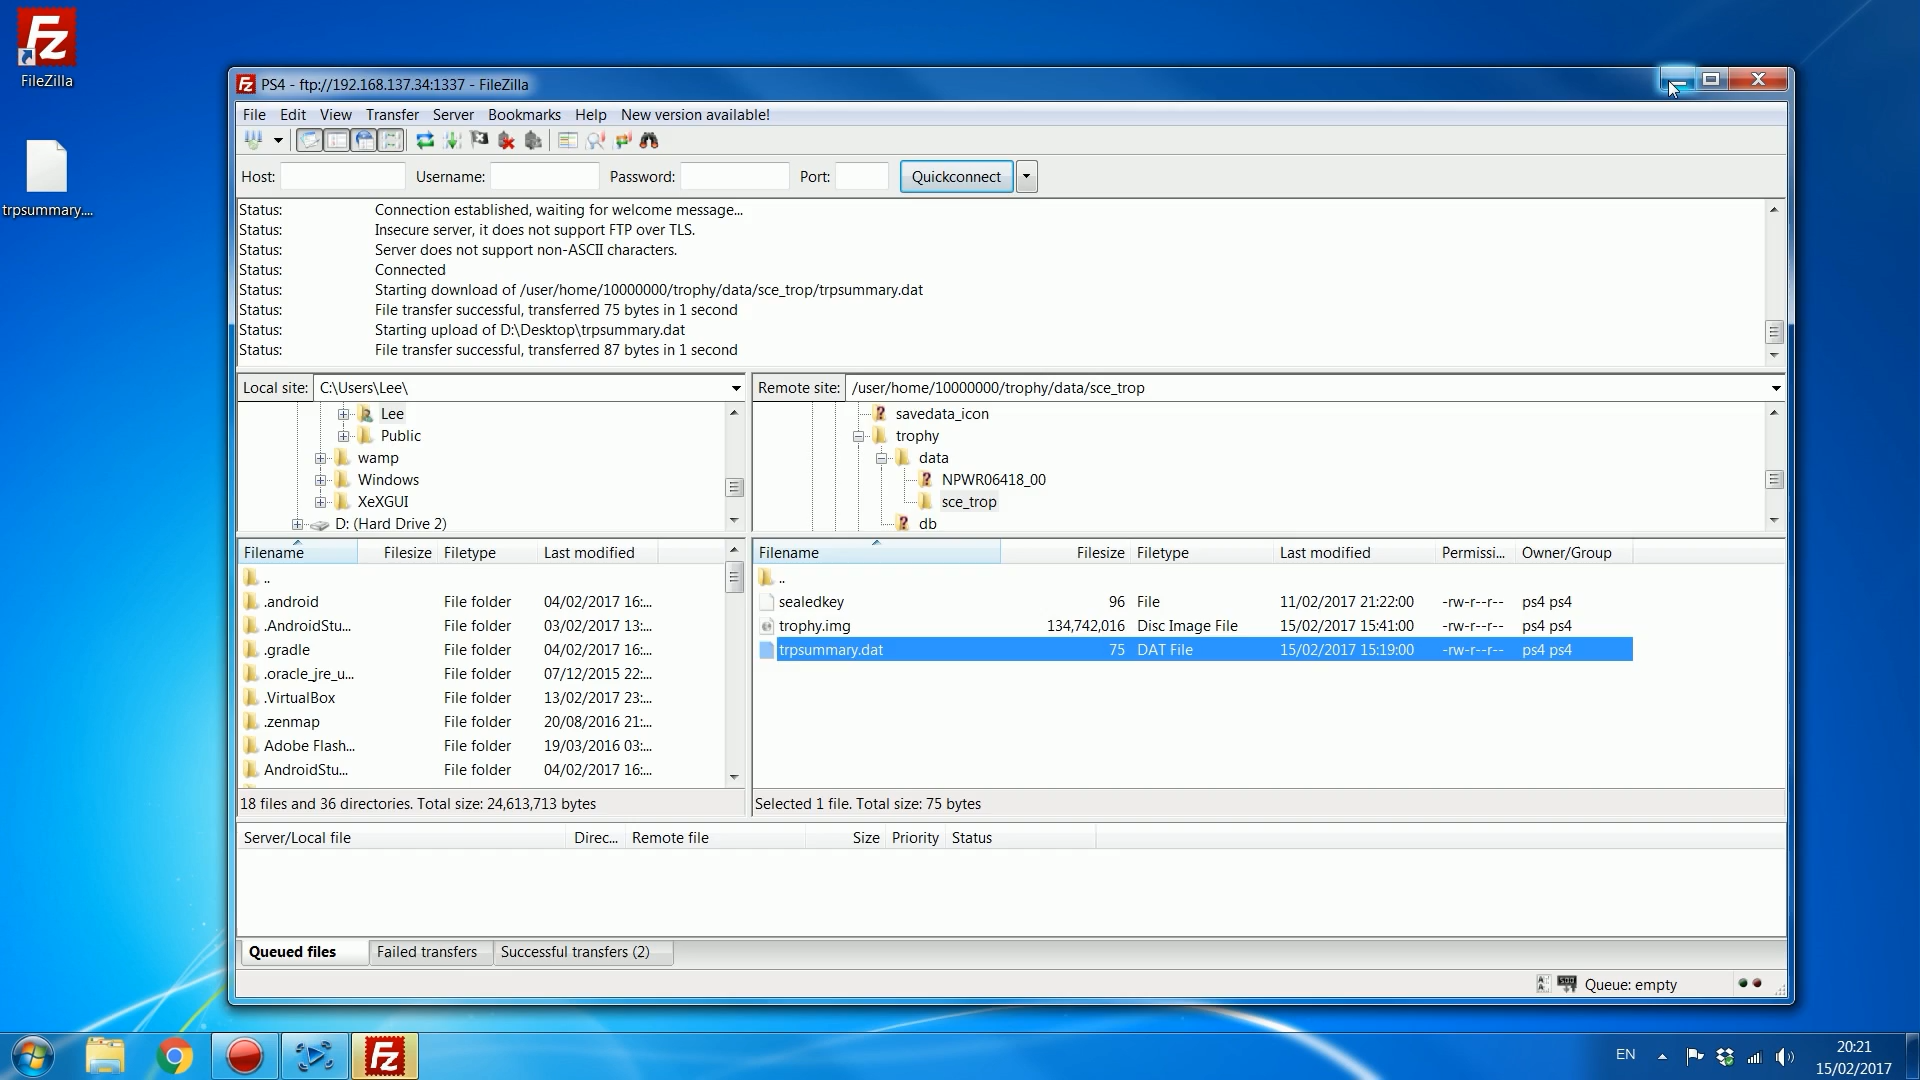 FileZilla
trpsummary....
PS4 - ftp://192.168.137.34:1337 - FileZilla
File Edit View Transfer Server Bookmarks Help New version available!
Host: Username: Password: Port: Quickconnect
Status: Connection established, waiting for welcome message...
Status: Insecure server, it does not support FTP over TLS.
Status: Server does not support non-ASCII characters.
Status: Connected
Status: Starting download of /user/home/10000000/trophy/data/sce_trop/trpsummary.dat
Status: File transfer successful, transferred 75 bytes in 1 second
Status: Starting upload of D:\Desktop\trpsummary.dat
Status: File transfer successful, transferred 87 bytes in 1 second
Local site: C:\Users\Lee\
Lee
Public
wamp
Windows
XeXGUI
D: (Hard Drive 2)
Remote site: /user/home/10000000/trophy/data/sce_trop
savedata_icon
trophy
data
NPWR06418_00
sce_trop
db
Filename Filesize Filetype Last modified
..
.android File folder 04/02/2017 16:...
.AndroidStu... File folder 03/02/2017 13:...
.gradle File folder 04/02/2017 16:...
.oracle_jre_u... File folder 07/12/2015 22:...
.VirtualBox File folder 13/02/2017 23:...
.zenmap File folder 20/08/2016 21:...
Adobe Flash... File folder 19/03/2016 03:...
AndroidStu... File folder 04/02/2017 16:...
18 files and 36 directories. Total size: 24,613,713 bytes
Filename Filesize Filetype Last modified Permissi... Owner/Group
..
sealedkey 96 File 11/02/2017 21:22:00 -rw-r--r-- ps4 ps4
trophy.img 134,742,016 Disc Image File 15/02/2017 15:41:00 -rw-r--r-- ps4 ps4
trpsummary.dat 75 DAT File 15/02/2017 15:19:00 -rw-r--r-- ps4 ps4
Selected 1 file. Total size: 75 bytes
Server/Local file Direc... Remote file Size Priority Status
Queued files Failed transfers Successful transfers (2)
Queue: empty
EN
20:21
15/02/2017